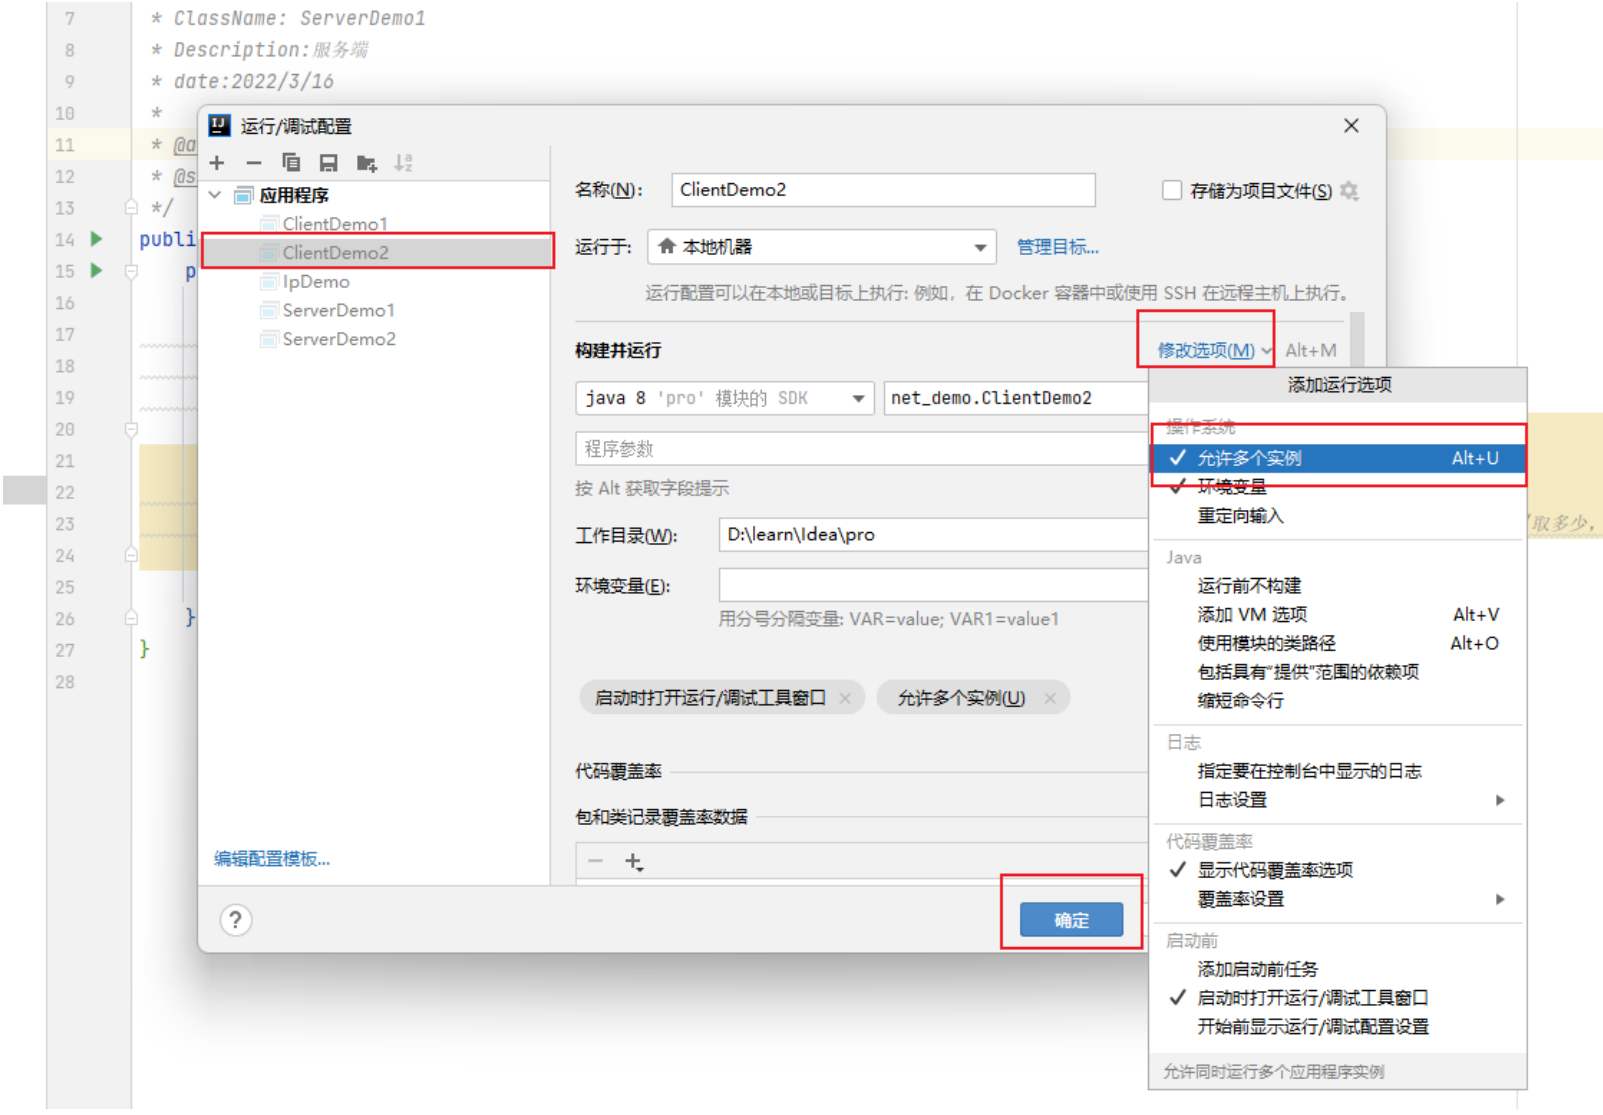 7 * ClassName: ServerDemo1
8 * Description:服务端
9 * date:2022/3/16
10 *
11 * @a
12 * @s
13 */
14 publi
15 p
16
17
18
19
20
21
22
23
24
25
26 }
27 }
28
取多少，
运行/调试配置
应用程序
ClientDemo1
ClientDemo2
IpDemo
ServerDemo1
ServerDemo2
编辑配置模板...
?
名称(N): ClientDemo2 存储为项目文件(S)
运行于: 本地机器 管理目标...
运行配置可以在本地或目标上执行: 例如，在 Docker 容器中或使用 SSH 在远程主机上执行。
构建并运行 修改选项(M) Alt+M
java 8 'pro' 模块的 SDK net_demo.ClientDemo2
程序参数
按 Alt 获取字段提示
工作目录(W): D:\learn\Idea\pro
环境变量(E):
用分号分隔变量: VAR=value; VAR1=value1
启动时打开运行/调试工具窗口 × 允许多个实例(U) ×
代码覆盖率
包和类记录覆盖率数据
确定
添加运行选项
操作系统
允许多个实例 Alt+U
环境变量
重定向输入
Java
运行前不构建
添加 VM 选项 Alt+V
使用模块的类路径 Alt+O
包括具有“提供”范围的依赖项
缩短命令行
日志
指定要在控制台中显示的日志
日志设置
代码覆盖率
显示代码覆盖率选项
覆盖率设置
启动前
添加启动前任务
启动时打开运行/调试工具窗口
开始前显示运行/调试配置设置
允许同时运行多个应用程序实例